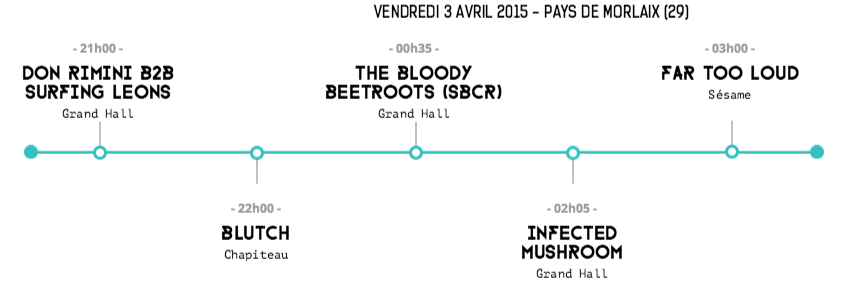 VENDREDI 3 AVRIL 2015 - PAYS DE MORLAIX (29)
- 21h00 -
DON RIMINI B2B
SURFING LEONS
Grand Hall
- 22h00 -
BLUTCH
Chapiteau
- 00h35 -
THE BLOODY
BEETROOTS (SBCR)
Grand Hall
- 02h05 -
INFECTED
MUSHROOM
Grand Hall
- 03h00 -
FAR TOO LOUD
Sésame